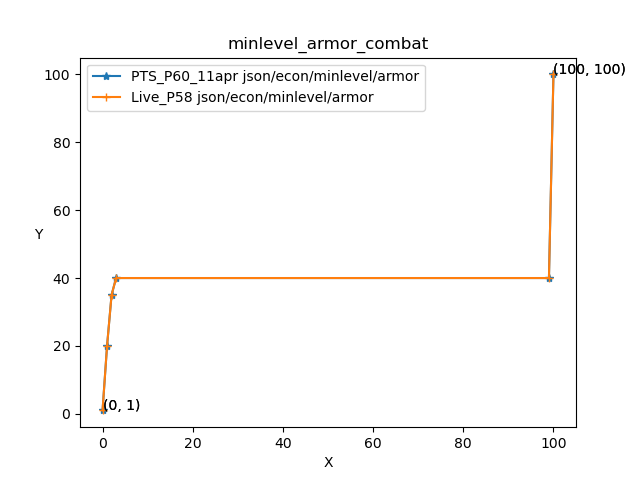 minlevel_armor_combat
PTS_P60_11apr json/econ/minlevel/armor
Live_P58 json/econ/minlevel/armor
(100, 100)
(0, 1)
100
80
60
40
20
0
Y
0 20 40 60 80 100
X